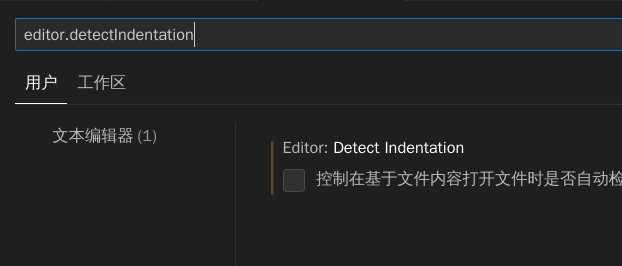 editor.detectIndentation
用户 工作区
文本编辑器 (1)
Editor: Detect Indentation
控制在基于文件内容打开文件时是否自动检